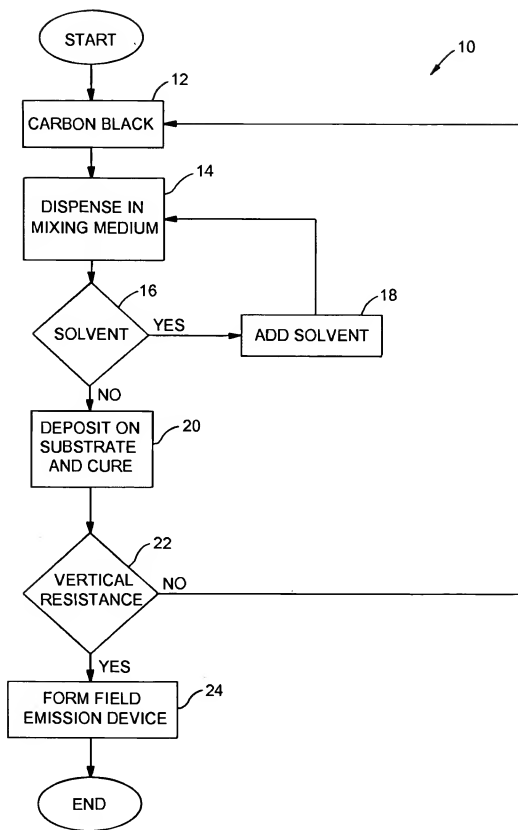 START
10
12
CARBON BLACK
14
DISPENSE IN
MIXING MEDIUM
16
SOLVENT
YES
18
ADD SOLVENT
NO
DEPOSIT ON
SUBSTRATE
AND CURE
20
22
VERTICAL
RESISTANCE
NO
YES
FORM FIELD
EMISSION DEVICE
24
END